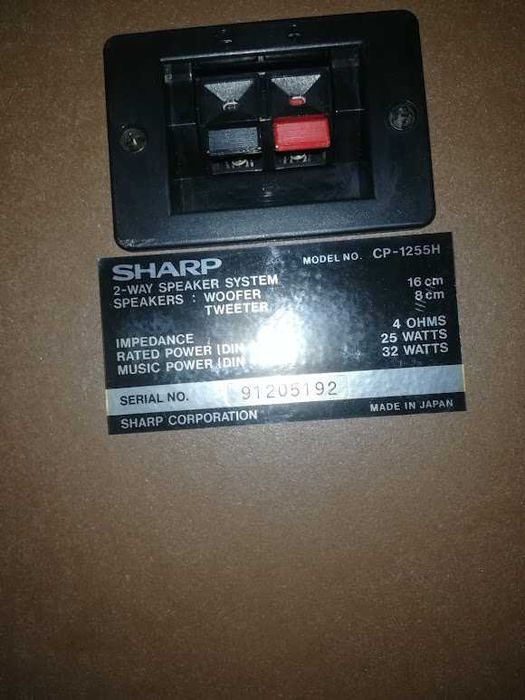 SHARP MODEL NO. CP-1255H
2-WAY SPEAKER SYSTEM
SPEAKERS : WOOFER 16 cm
TWEETER 8 cm
IMPEDANCE 4 OHMS
RATED POWER (DIN 25 WATTS
MUSIC POWER (DIN 32 WATTS
SERIAL NO. 91205192
SHARP CORPORATION MADE IN JAPAN